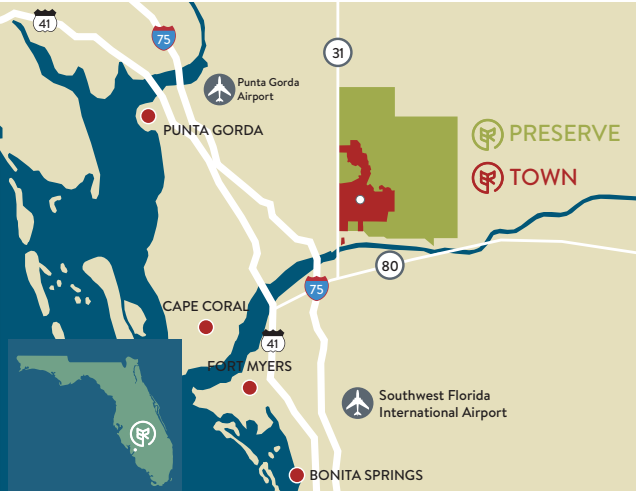 41
75
31
Punta Gorda
Airport
PUNTA GORDA
PRESERVE
TOWN
80
75
CAPE CORAL
41
FORT MYERS
Southwest Florida
International Airport
BONITA SPRINGS